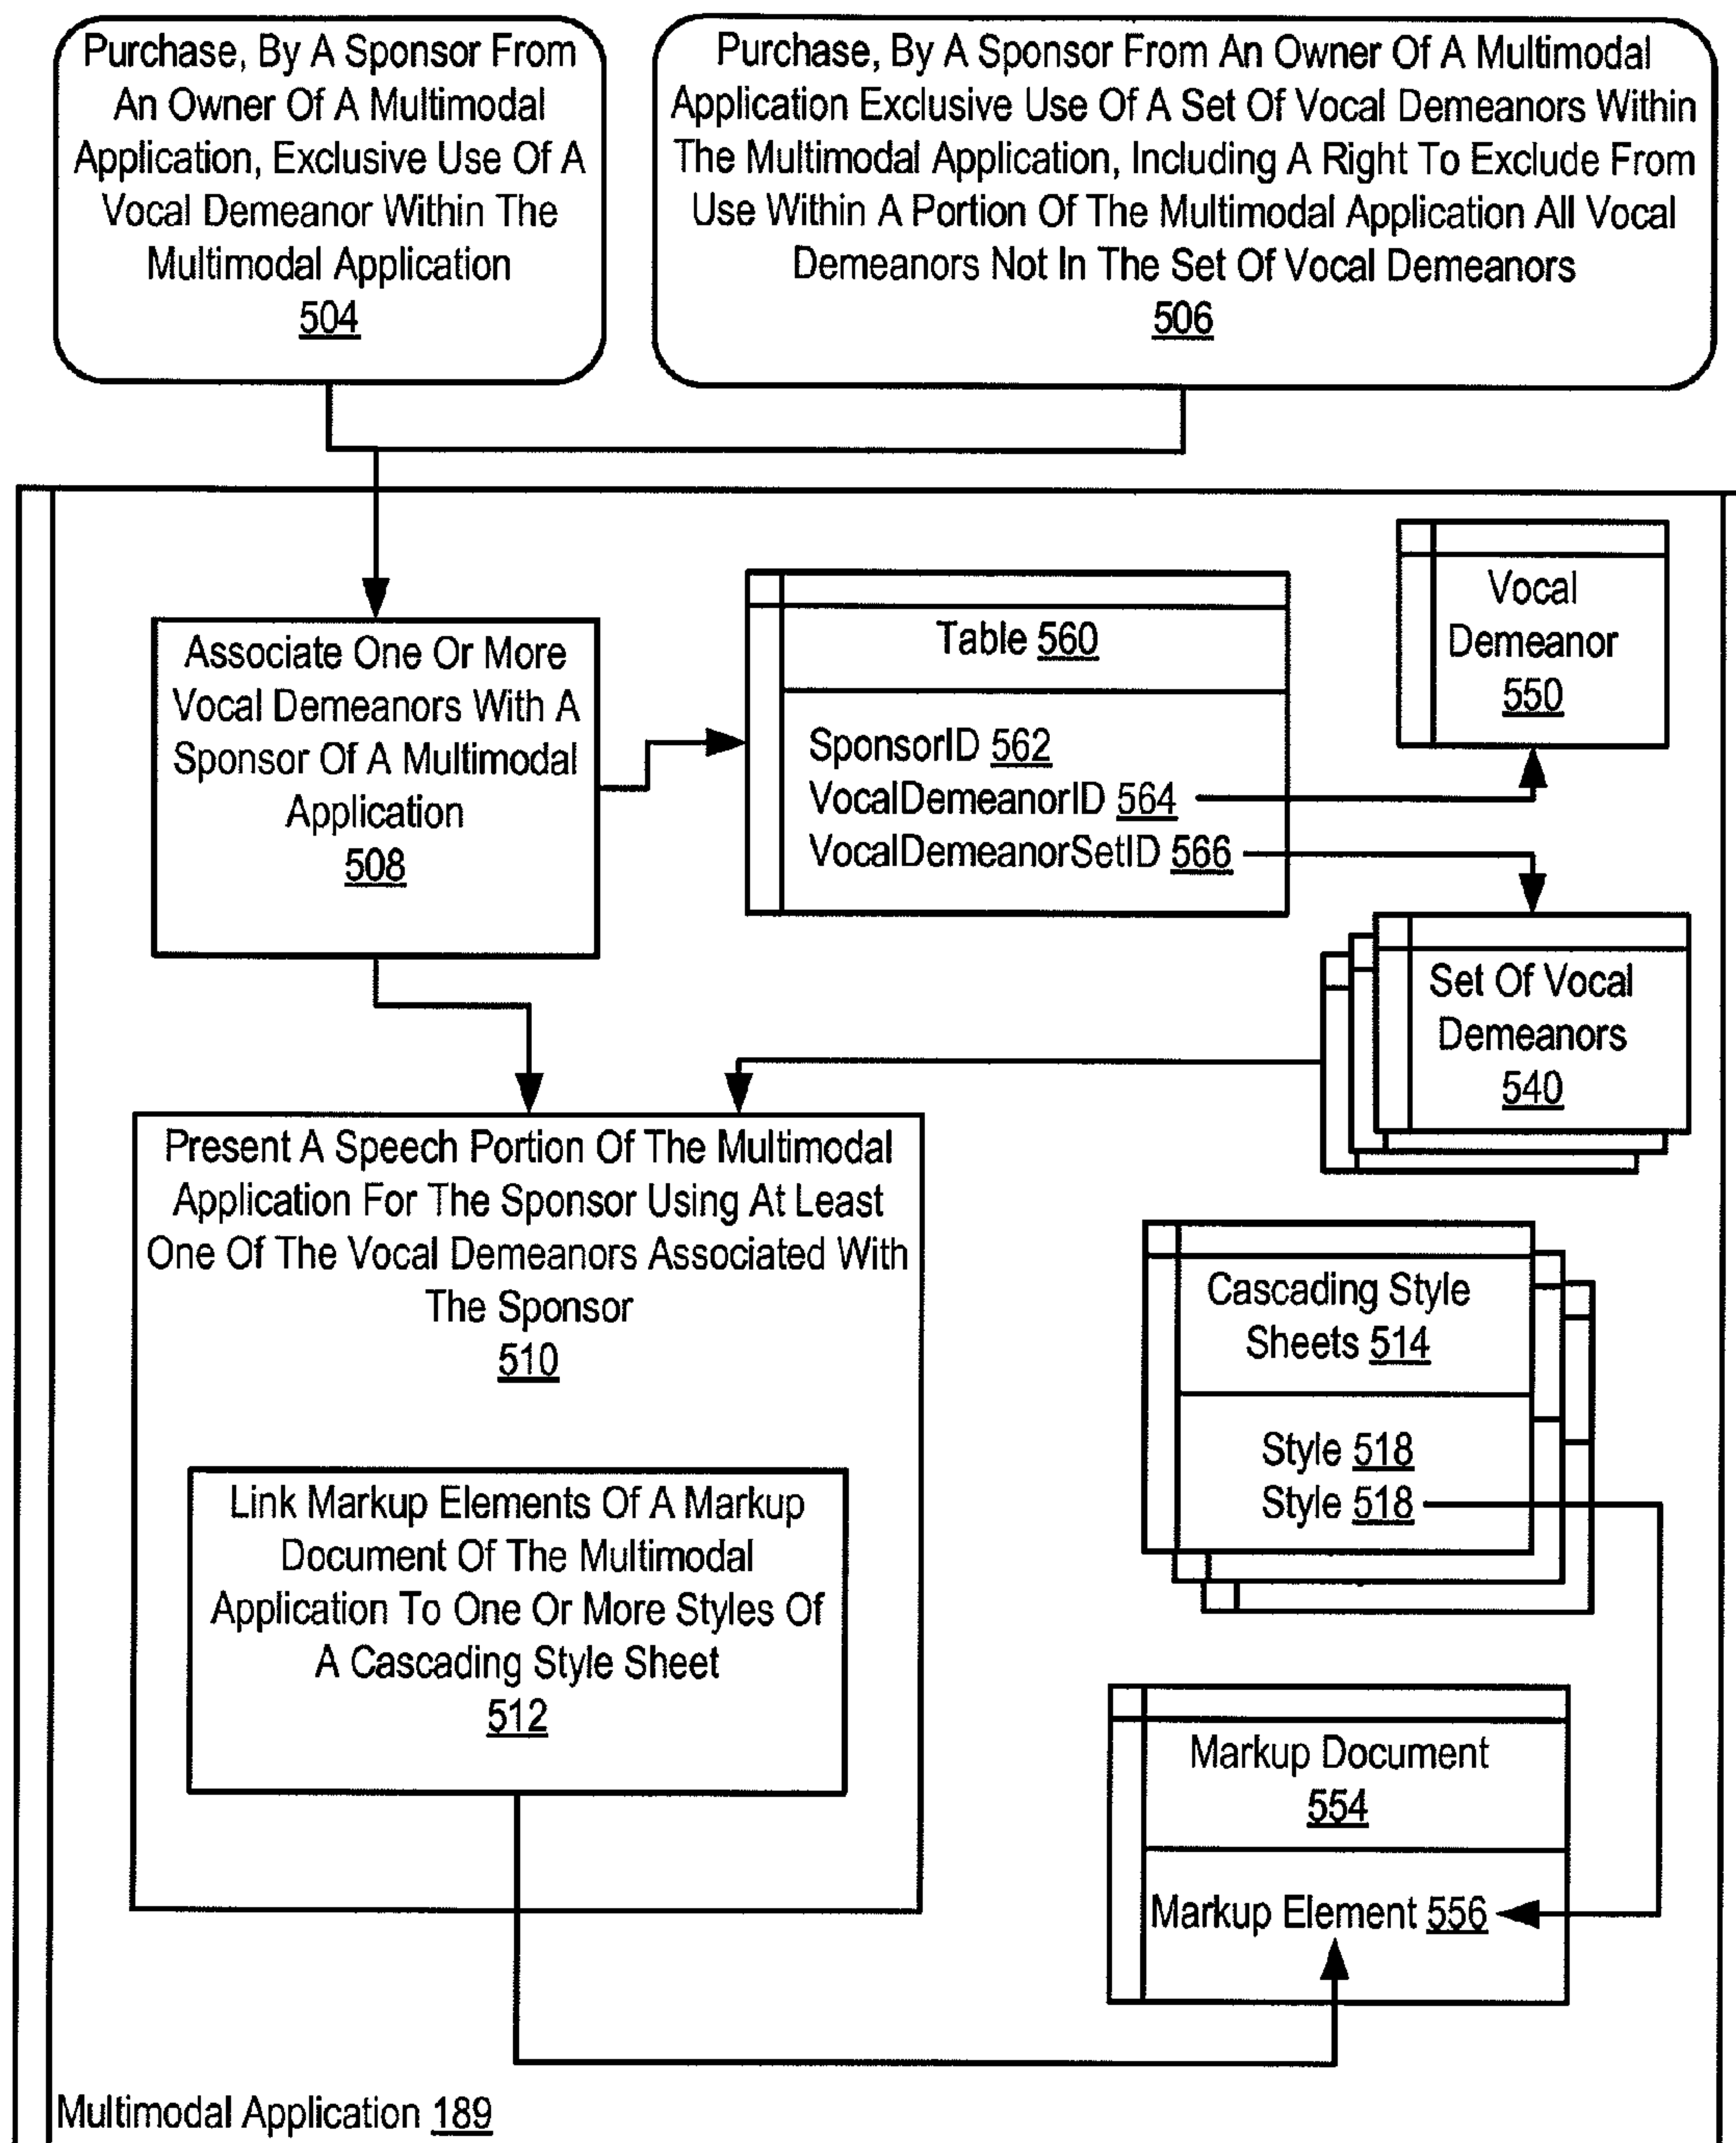 Purchase, By A Sponsor From
An Owner Of A Multimodal
Application, Exclusive Use Of A
Vocal Demeanor Within The
Multimodal Application
504
Purchase, By A Sponsor From An Owner Of A Multimodal
Application Exclusive Use Of A Set Of Vocal Demeanors Within
The Multimodal Application, Including A Right To Exclude From
Use Within A Portion Of The Multimodal Application All Vocal
Demeanors Not In The Set Of Vocal Demeanors
506
Associate One Or More
Vocal Demeanors With A
Sponsor Of A Multimodal
Application
508
Table 560
SponsorID 562
VocalDemeanorID 564
VocalDemeanorSetID 566
Vocal
Demeanor
550
Set Of Vocal
Demeanors
540
Present A Speech Portion Of The Multimodal
Application For The Sponsor Using At Least
One Of The Vocal Demeanors Associated With
The Sponsor
510
Link Markup Elements Of A Markup
Document Of The Multimodal
Application To One Or More Styles Of
A Cascading Style Sheet
512
Cascading Style
Sheets 514
Style 518
Style 518
Markup Document
554
Markup Element 556
Multimodal Application 189